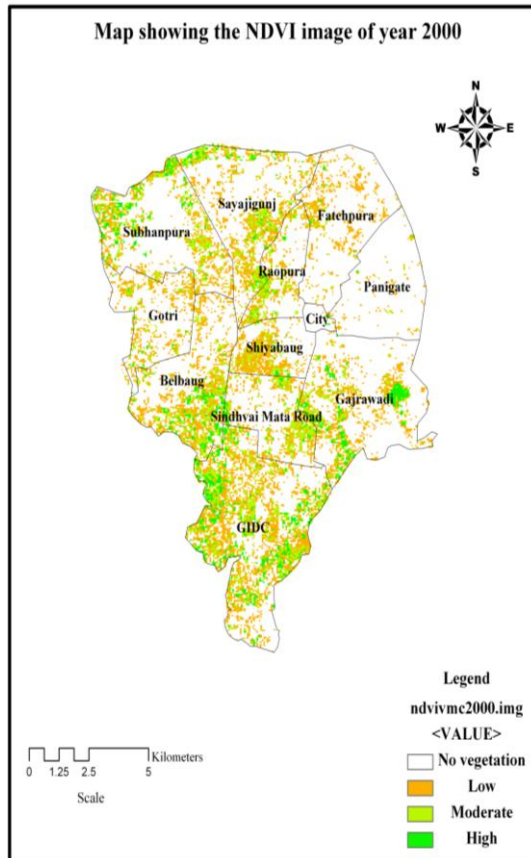 Map showing the NDVI image of year 2000
N
W E
S
Sayajigunj
Fatehpura
Subhanpura
Raopura
Panigate
Gotri
City
Shiyabaug
Belbaug
Gajrawadi
Sindhvai Mata Road
GIDC
Legend
ndvivmc2000.img
<VALUE>
No vegetation
Low
Moderate
High
Kilometers
0 1.25 2.5 5
Scale